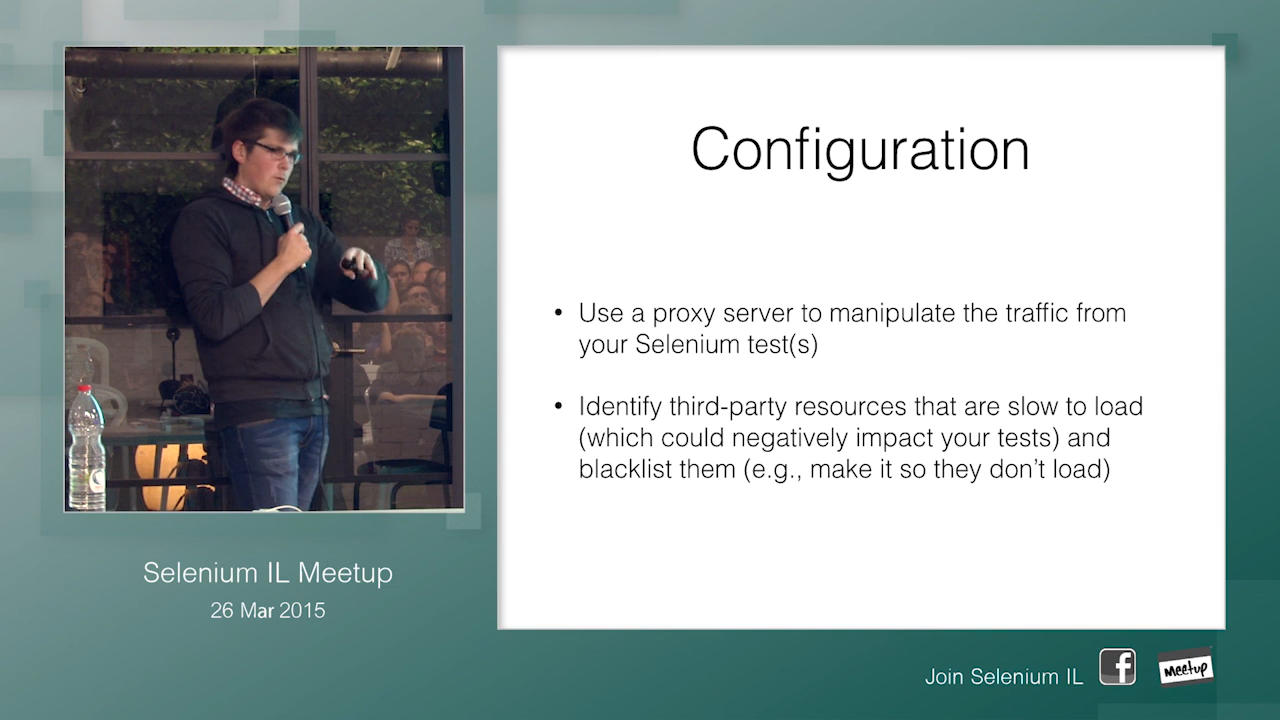 Configuration
• Use a proxy server to manipulate the traffic from
your Selenium test(s)
• Identify third-party resources that are slow to load
(which could negatively impact your tests) and
blacklist them (e.g., make it so they don’t load)
Selenium IL Meetup
26 Mar 2015
Join Selenium IL
f
Meetup